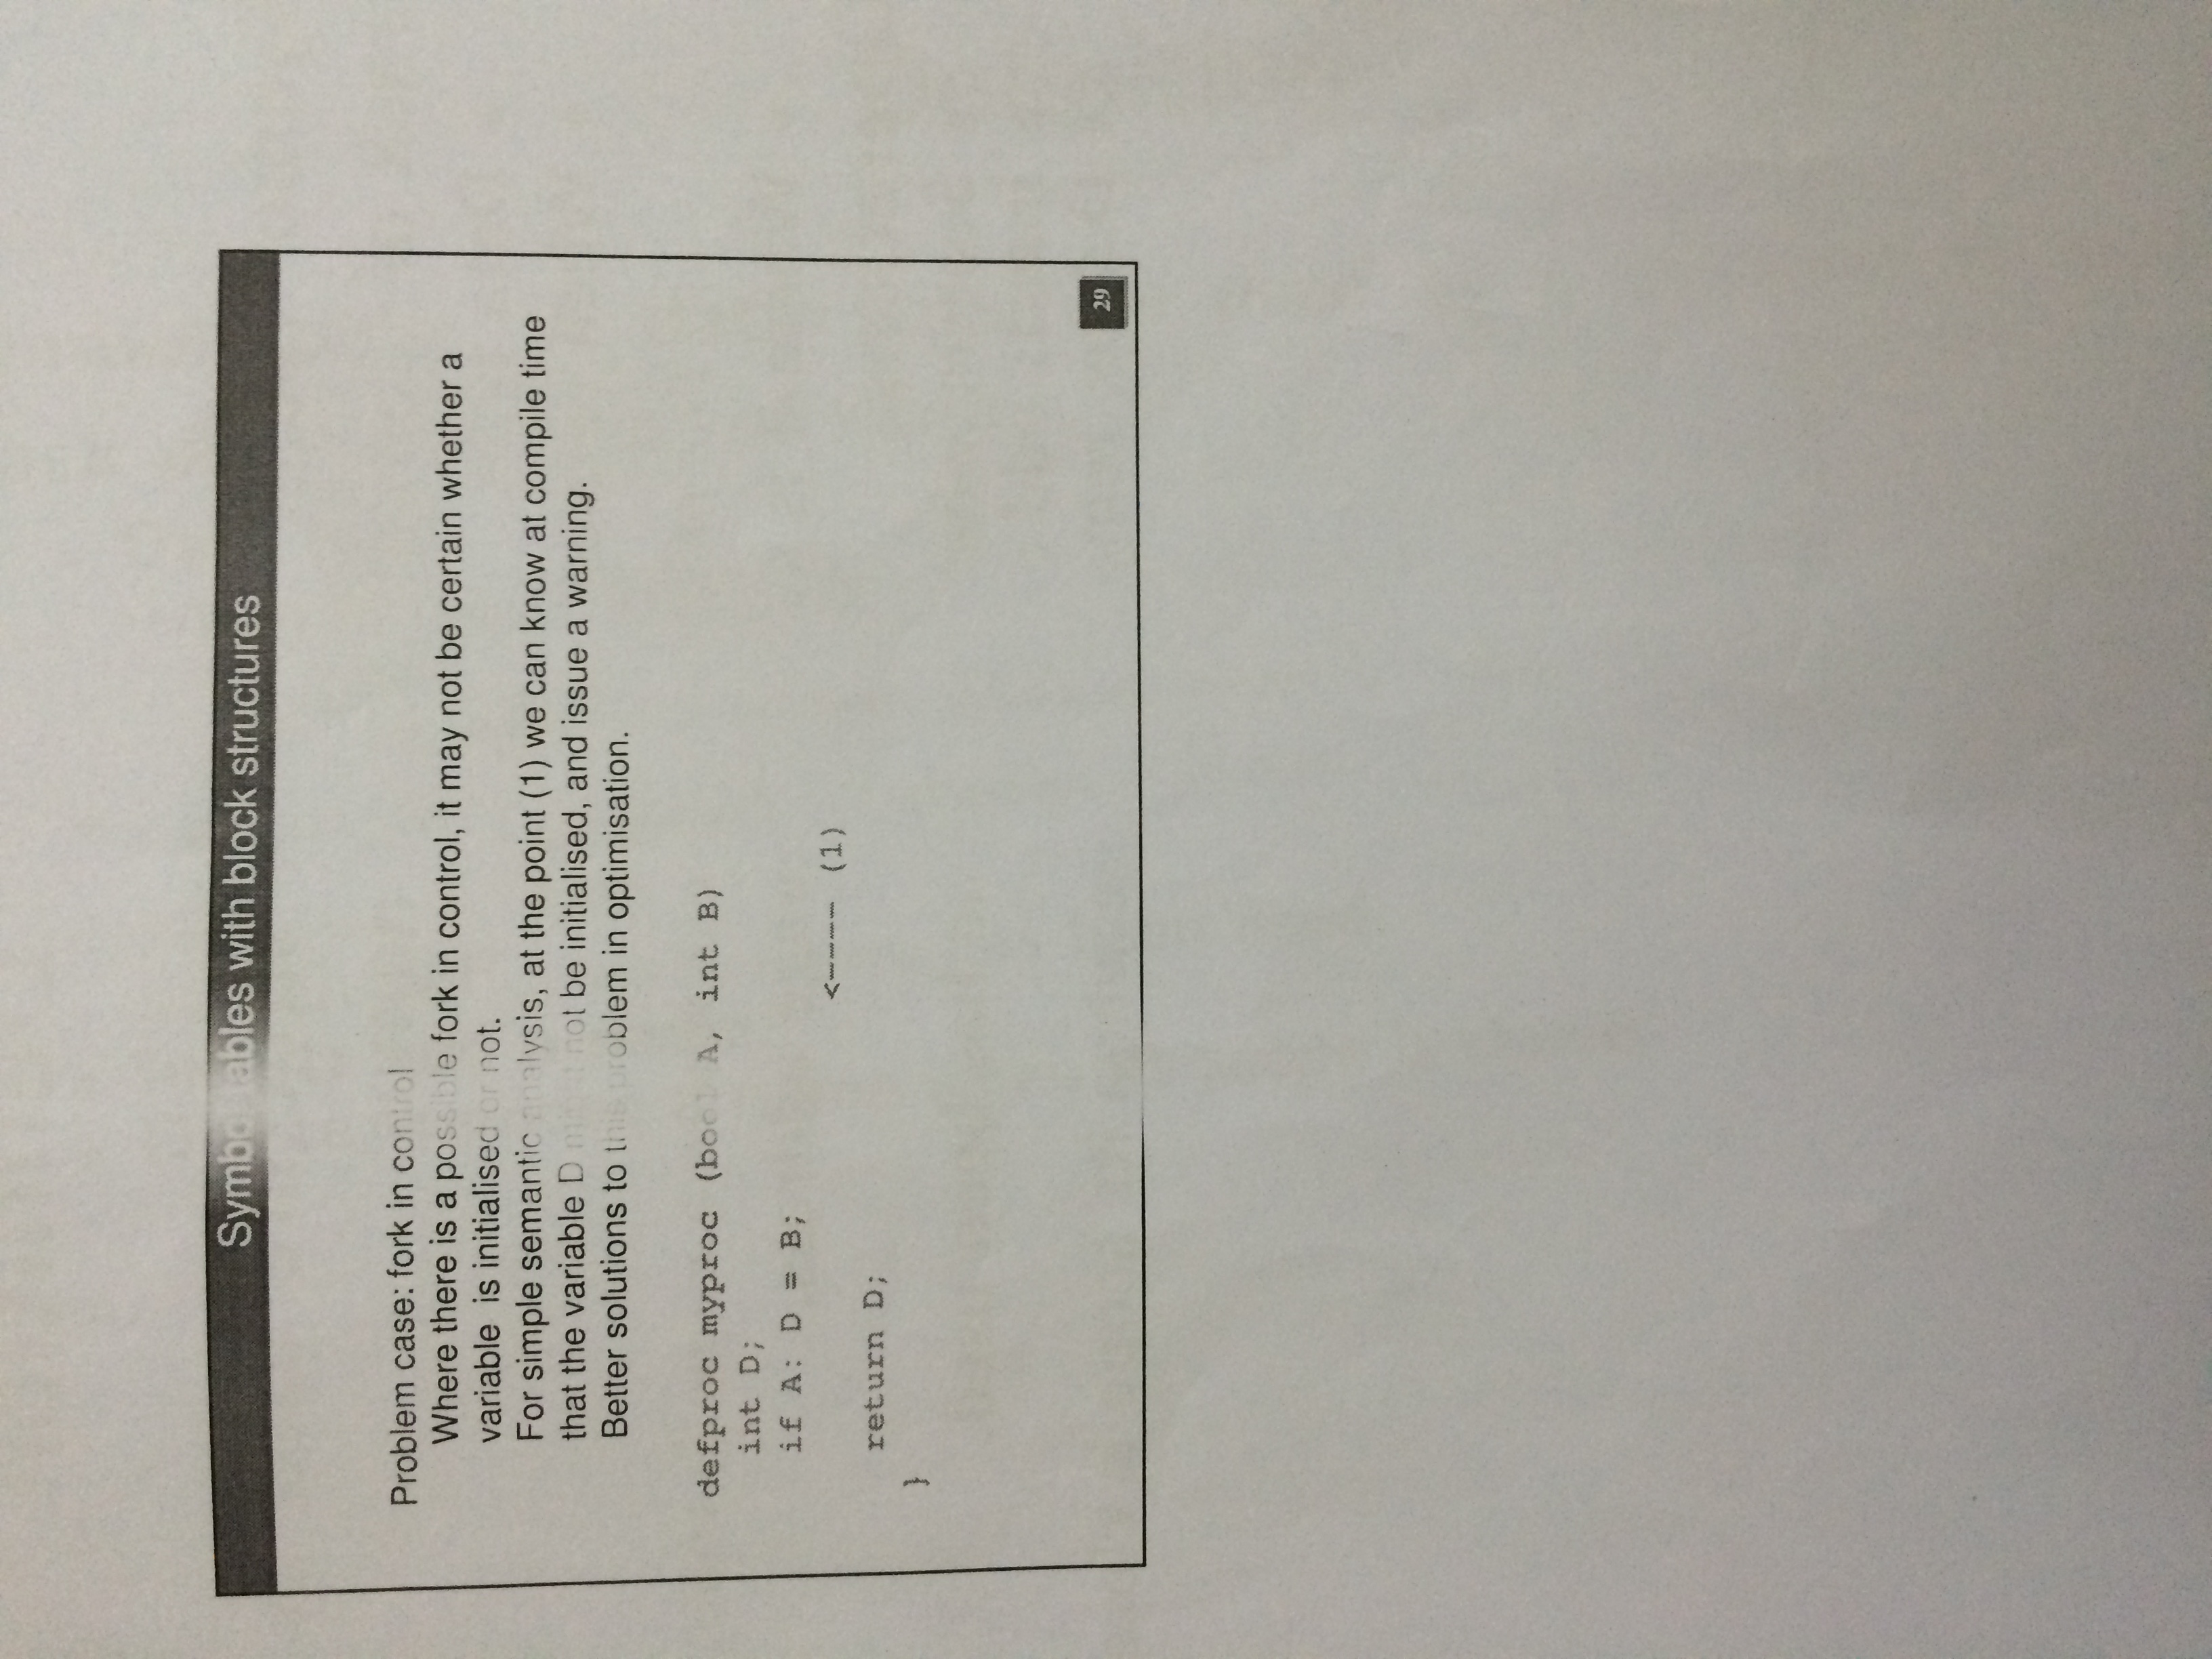 Symbol tables with block structures
Problem case: fork in control
Where there is a possible fork in control, it may not be certain whether a
variable is initialised or not.
For simple semantic analysis, at the point (1) we can know at compile time
that the variable D might not be initialised, and issue a warning.
Better solutions to this problem in optimisation.
defproc myproc (bool A, int B)
int D;
if A: D = B;
<---- (1)
return D;
}
29